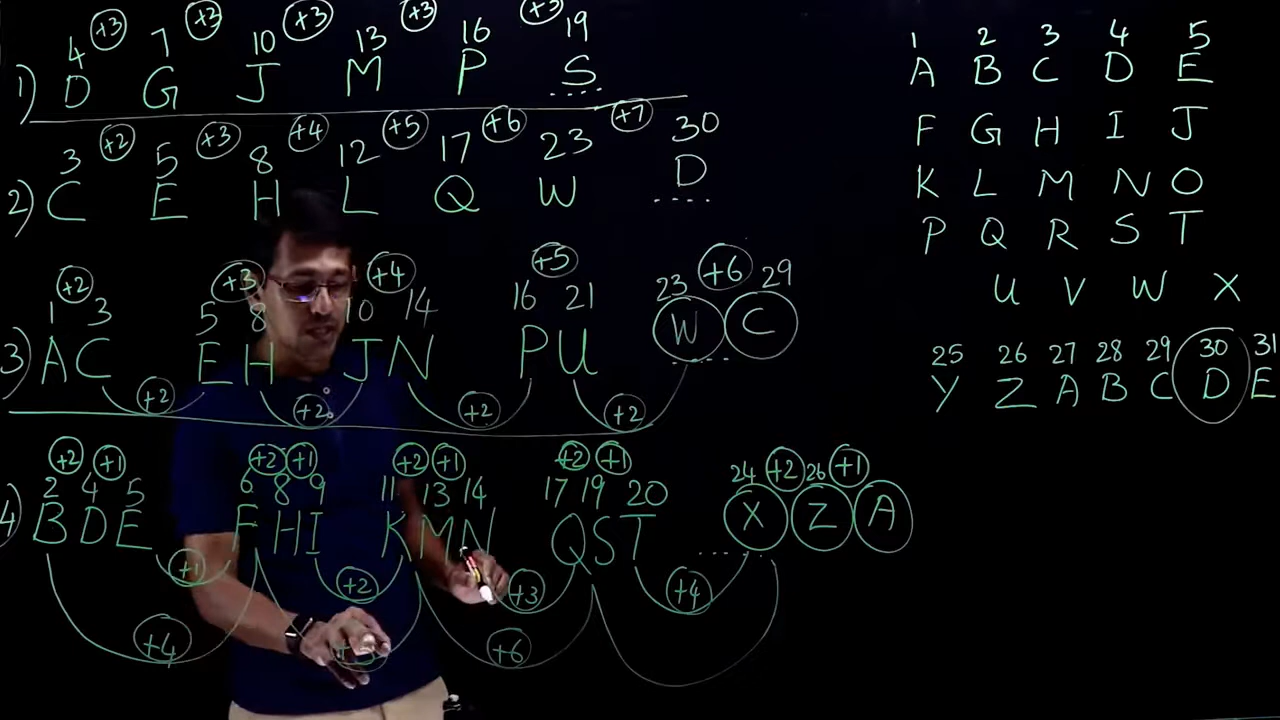 +3 +3 +3 +3 +3
4 7 10 13 16 19
1) D G J M P S
+2 +3 +4 +5 +6 +7
3 5 8 12 17 23 30
2) C E H L Q W D
+2 +3 +4 +5 +6
1 3 5 8 10 14 16 21 23 29
3) AC EH JN PU W C
+2 +2 +2 +2
+2 +1 +2 +1 +2 +1 +2 +1 +2 +1
2 4 5 6 8 9 11 13 14 17 19 20 24 26
4) BDE FHI KMN QST X Z A
+1 +2 +3 +4
+4 +5 +6
1 2 3 4 5
A B C D E
F G H I J
K L M N O
P Q R S T
U V W X
25 26 27 28 29 30 31
Y Z A B C D E